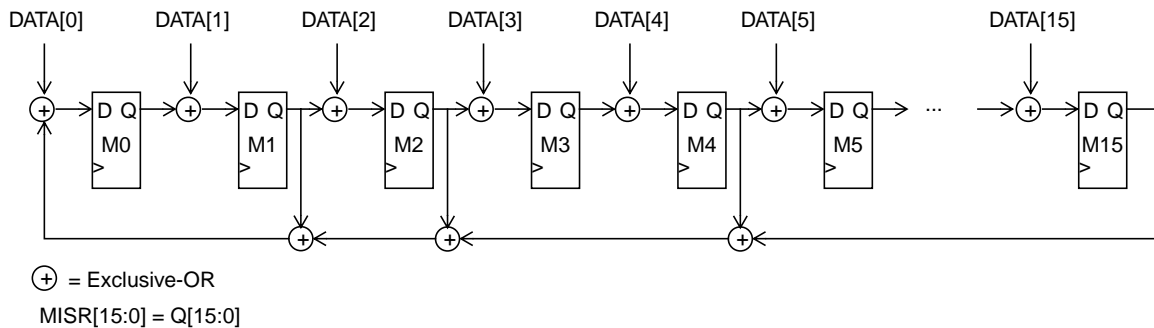 DATA[0] DATA[1] DATA[2] DATA[3] DATA[4] DATA[5] DATA[15]
+ D Q + D Q + D Q + D Q + D Q + D Q ... + D Q
M0 M1 M2 M3 M4 M5 M15
+ + +
+ = Exclusive-OR
MISR[15:0] = Q[15:0]